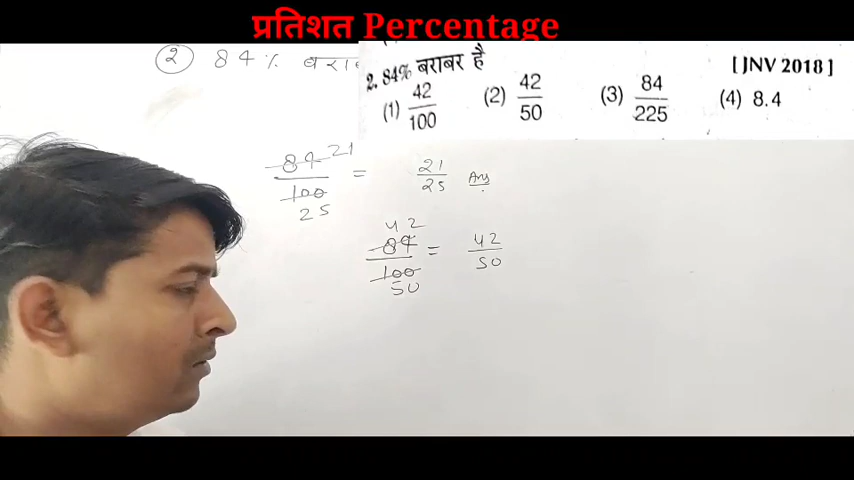 प्रतिशत Percentage
② 84% बरा
2. 84% बराबर है
[JNV 2018]
(1) 42/100 (2) 42/50 (3) 84/225 (4) 8.4
84/100 21 25 = 21/25 Ans
84/100 42 50 = 42/50